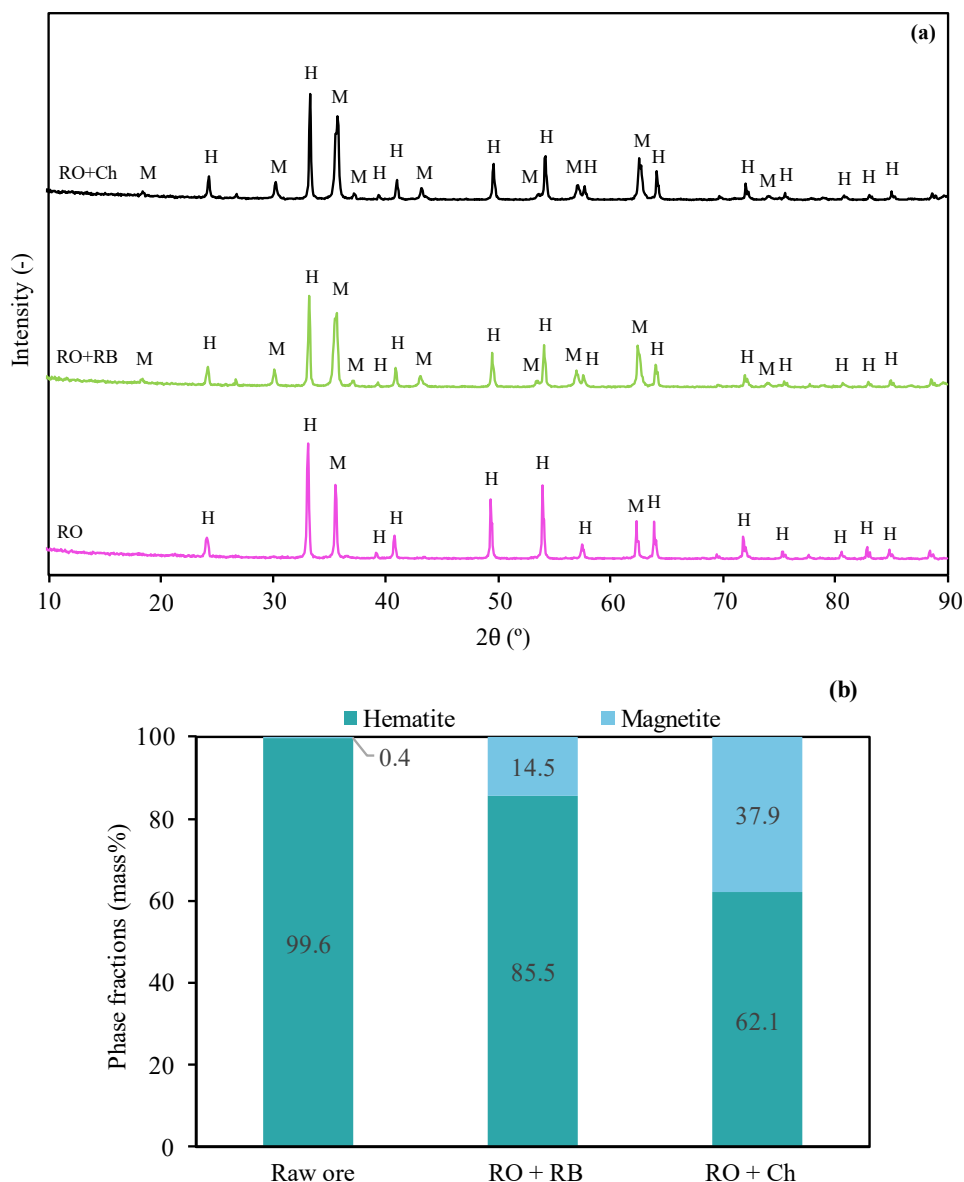 (a)
H
M
M H M M H H M M H M H M H H M H H H H
RO+Ch
H
M
M H M M H H M H M H M H M H H M H H H H
RO+RB
H
M
H H H H H H M H H H H H H
RO
Intensity (-)
10 20 30 40 50 60 70 80 90
2θ (º)
(b)
Hematite Magnetite
100
80
60
40
20
0
Phase fractions (mass%)
0.4
14.5
37.9
99.6
85.5
62.1
Raw ore RO + RB RO + Ch